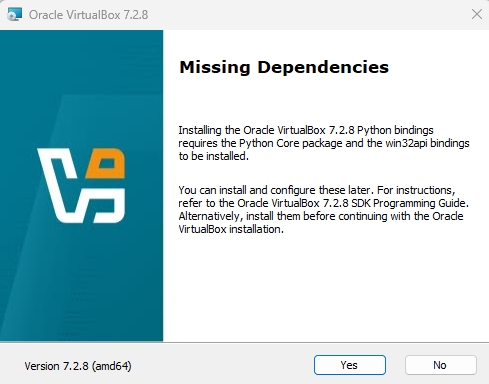 Oracle VirtualBox 7.2.8
Missing Dependencies
Installing the Oracle VirtualBox 7.2.8 Python bindings
requires the Python Core package and the win32api bindings
to be installed.
You can install and configure these later. For instructions,
refer to the Oracle VirtualBox 7.2.8 SDK Programming Guide.
Alternatively, install them before continuing with the Oracle
VirtualBox installation.
Version 7.2.8 (amd64)
Yes
No